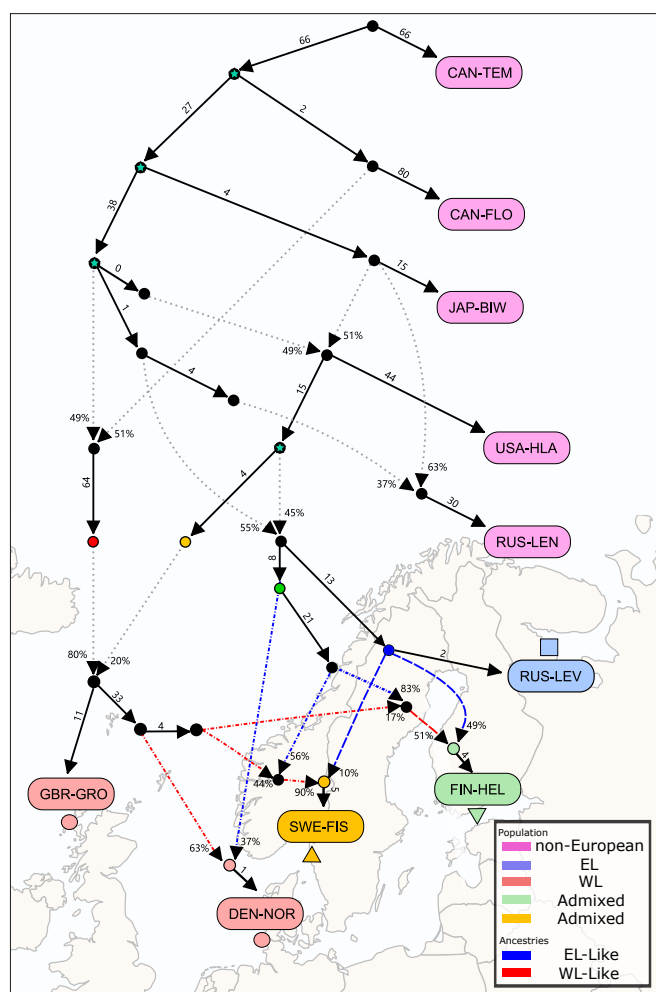 66
66
CAN-TEM
27
2
80
CAN-FLO
38
4
15
JAP-BIW
0
1
51%
49%
4
44
15
49%
51%
USA-HLA
63%
37%
30
64
4
45%
55%
RUS-LEN
8
13
21
2
RUS-LEV
80%
20%
83%
17%
49%
51%
33
11
4
4
56%
44%
10%
90%
5
GBR-GRO
FIN-HEL
SWE-FIS
63%
37%
1
DEN-NOR
Population
non-European
EL
WL
Admixed
Admixed
Ancestries
EL-Like
WL-Like